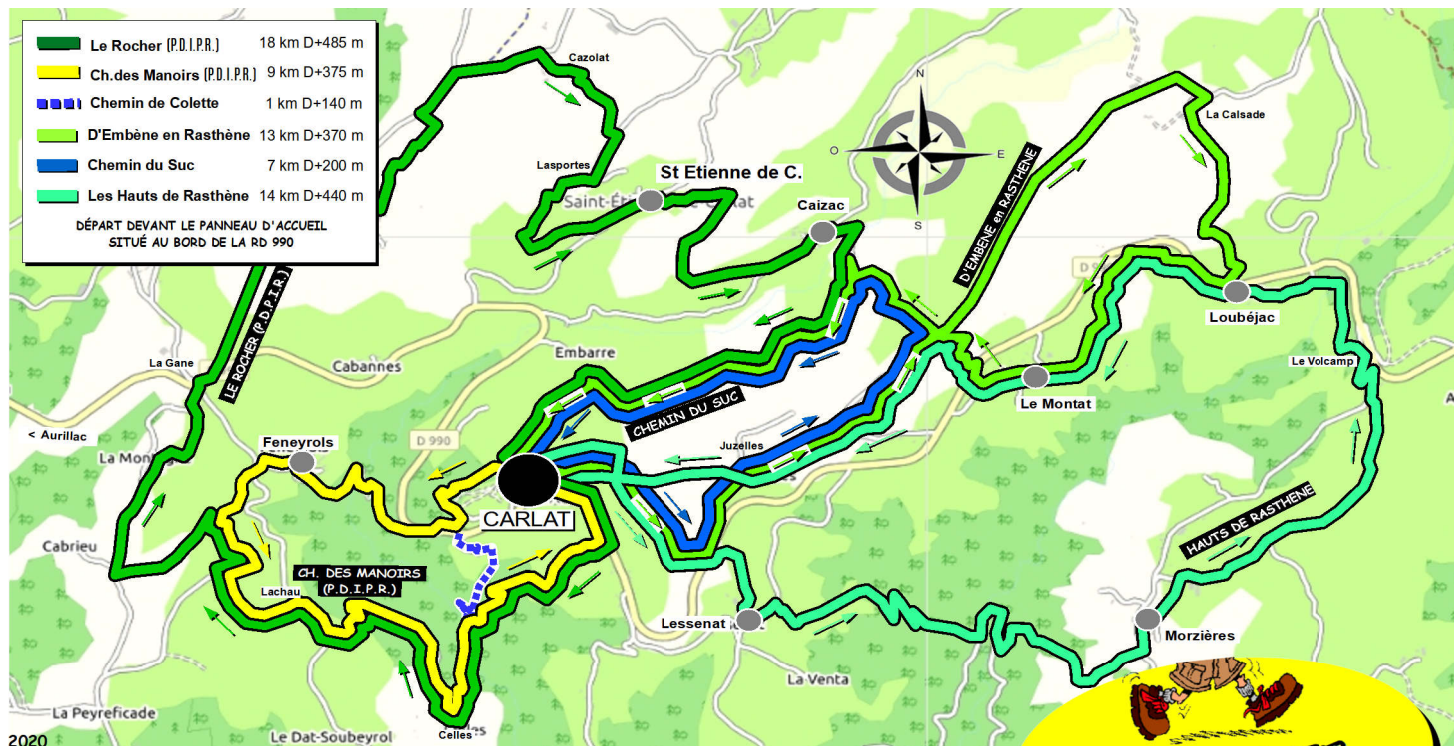 Le Rocher (P.D.I.P.R.) 18 km D+485 m
Ch.des Manoirs (P.D.I.P.R.) 9 km D+375 m
Chemin de Colette 1 km D+140 m
D'Embène en Rasthène 13 km D+370 m
Chemin du Suc 7 km D+200 m
Les Hauts de Rasthène 14 km D+440 m
DÉPART DEVANT LE PANNEAU D'ACCUEIL
SITUÉ AU BORD DE LA RD 990
Cazolat
Lasportes
St Etienne de C.
Caizac
N
O
E
S
D'EMBENE en RASTHENE
La Calsade
Loubéjac
Le Volcamp
Le Montat
LE ROCHER (P.D.P.I.R.)
La Gane
Cabannes
Embarre
CHEMIN DU SUC
Juzelles
< Aurillac
La Montagne
Feneyrols
D 990
CARLAT
Cabrieu
CH. DES MANOIRS
(P.D.I.P.R.)
Lachau
HAUTS DE RASTHENE
Lessenat
Morzières
La Venta
La Peyreficade
Le Dat-Soubeyrol
Celles
2020